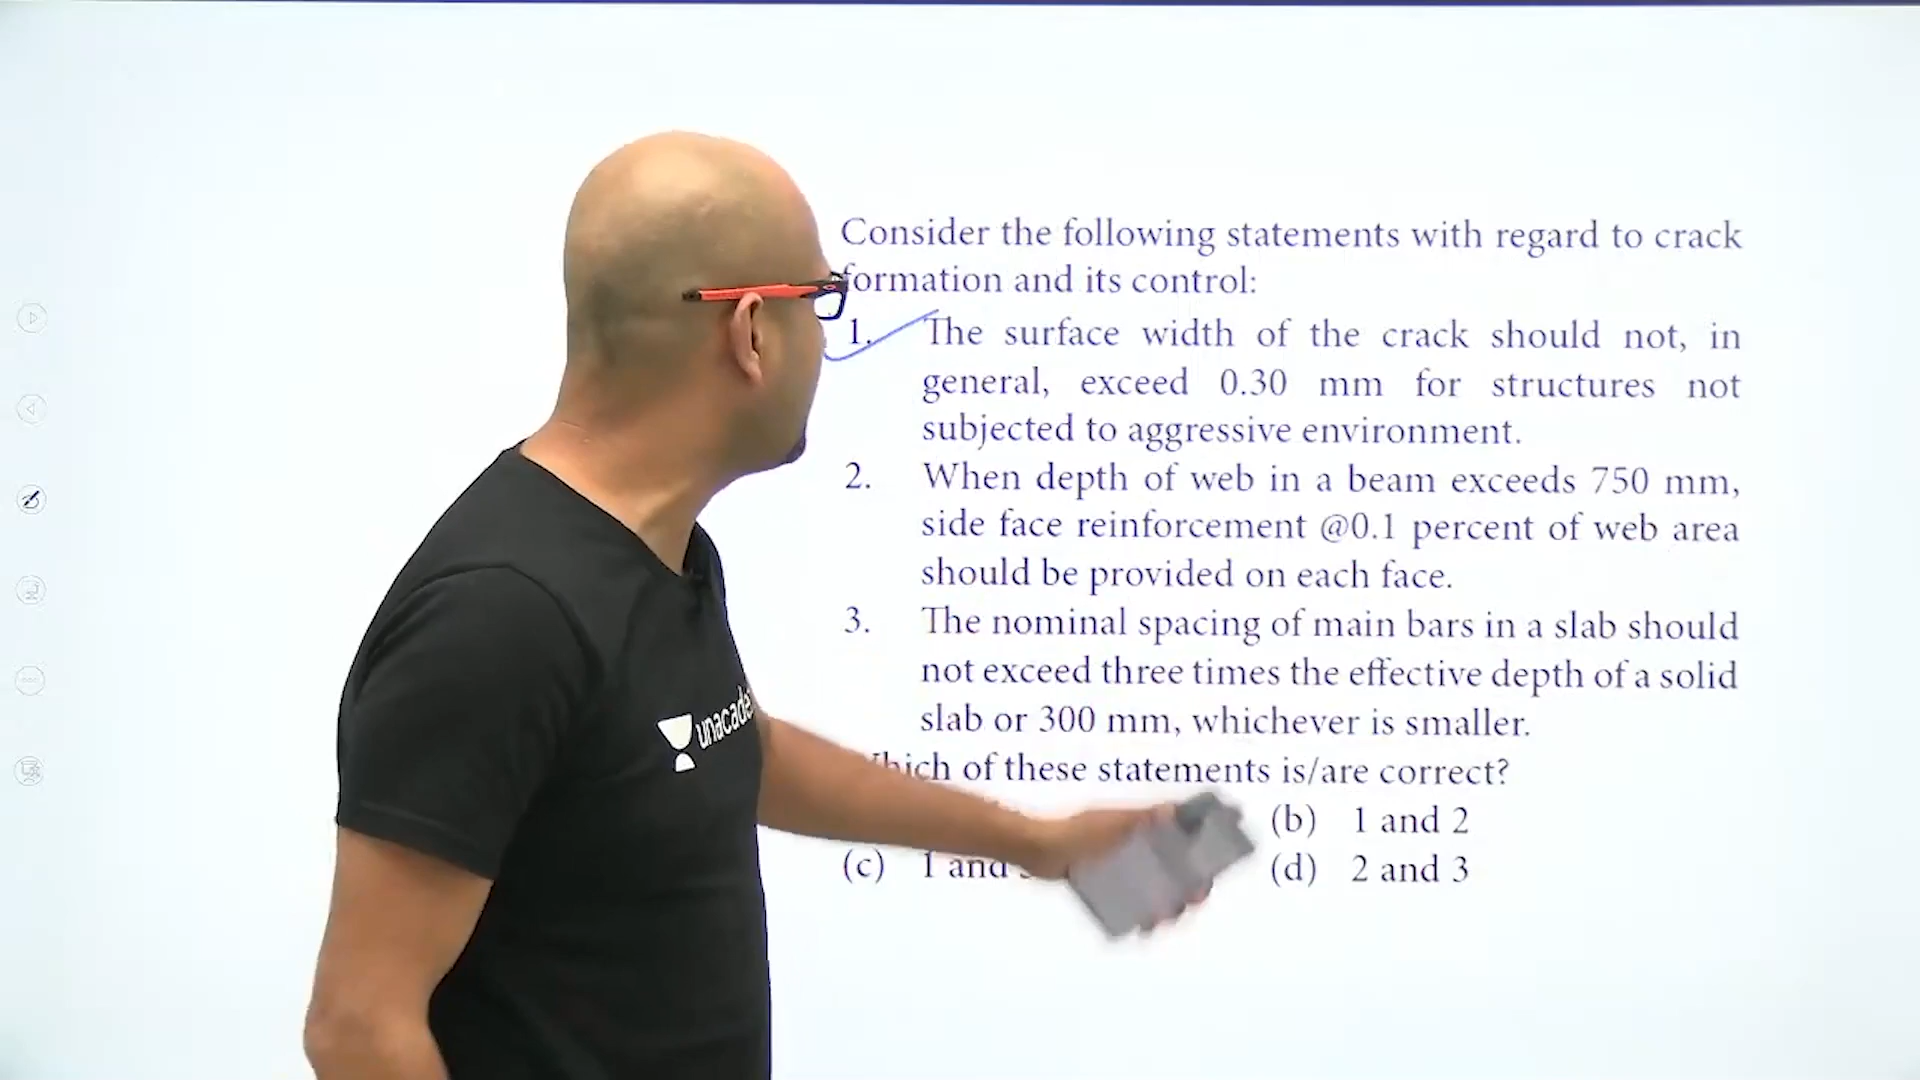 Consider the following statements with regard to crack
formation and its control:
1. The surface width of the crack should not, in
general, exceed 0.30 mm for structures not
subjected to aggressive environment.
2. When depth of web in a beam exceeds 750 mm,
side face reinforcement @0.1 percent of web area
should be provided on each face.
3. The nominal spacing of main bars in a slab should
not exceed three times the effective depth of a solid
slab or 300 mm, whichever is smaller.
of these statements is/are correct?
(b) 1 and 2
(c) 1 and
(d) 2 and 3